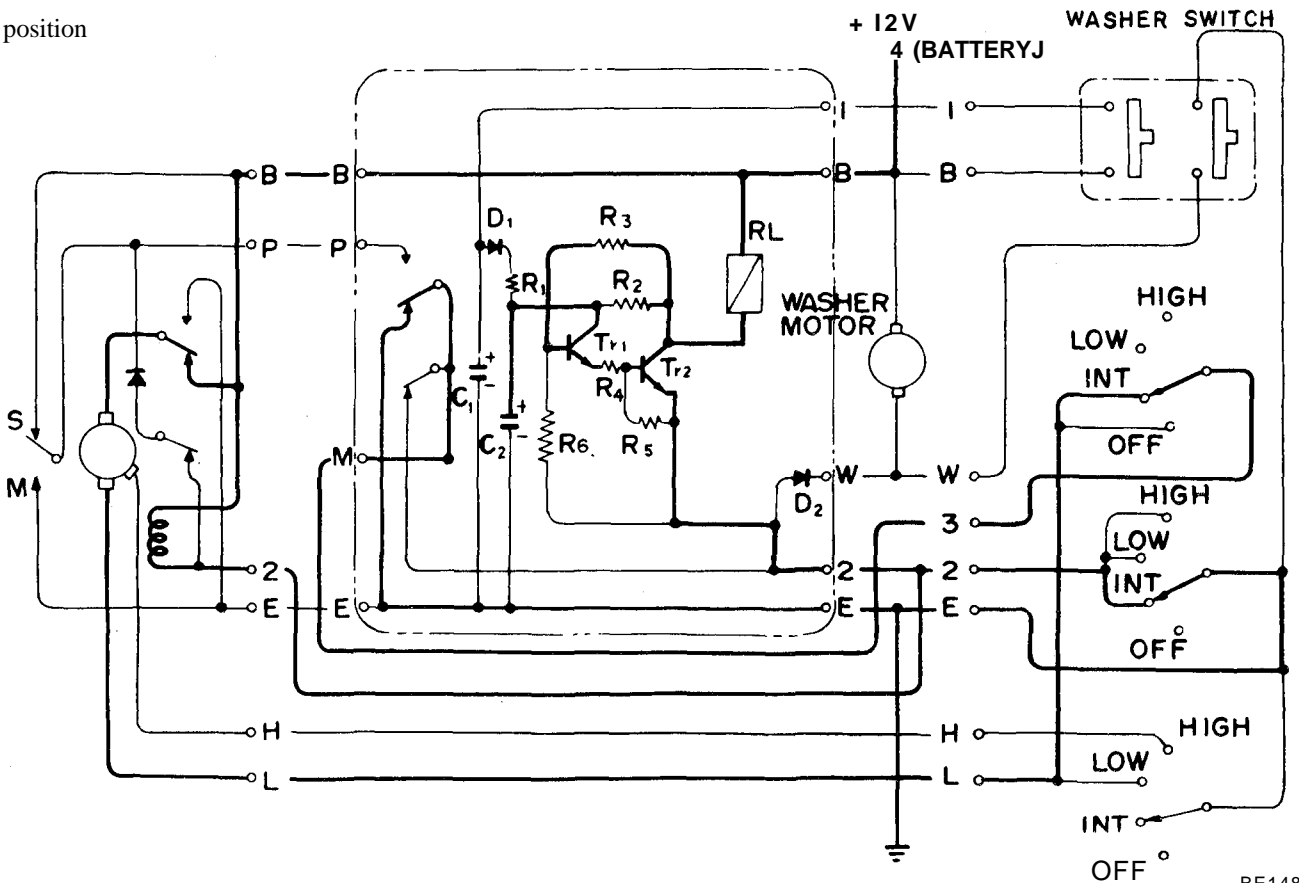 position
+ 12V
4 (BATTERYJ
WASHER SWITCH
I
I
B
B
B
B
P
P
D1
R3
RL
R1
R2
WASHER
MOTOR
HIGH
LOW
INT
OFF
Tr1
Tr2
R4
C1
+
-
C2
+
-
R6.
R5
S
M
M
D2
W
W
3
HIGH
LOW
INT
OFF
2
2
2
E
E
E
E
H
H
HIGH
L
L
LOW
INT
OFF